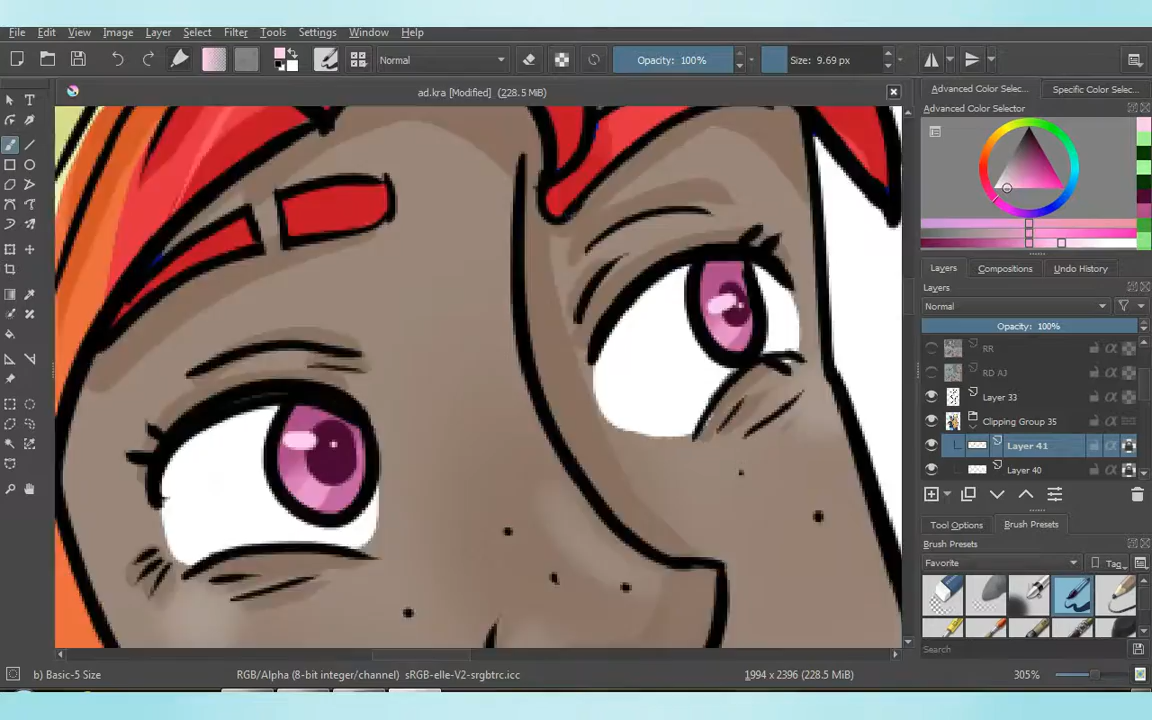 File Edit View Image Layer Select Filter Tools Settings Window Help
Normal Opacity: 100% Size: 9.69 px
ad.kra [Modified] (228.5 MiB)
Advanced Color Selec... Specific Color Selec...
Advanced Color Selector
Layers Compositions Undo History
Layers
Normal
Opacity: 100%
RR
RD AJ
Layer 33
Clipping Group 35
Layer 41
Layer 40
Tool Options Brush Presets
Brush Presets
Favorite Tag
Search
b) Basic-5 Size RGB/Alpha (8-bit integer/channel) sRGB-elle-V2-srgbtrc.icc 1994 x 2396 (228.5 MiB) 305%